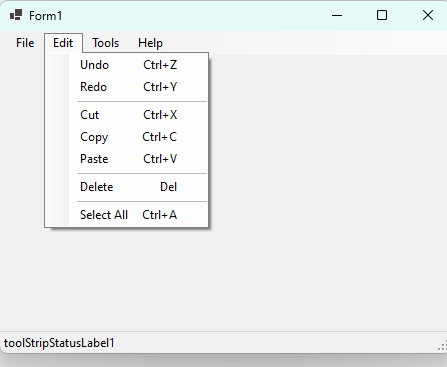 Form1
File Edit Tools Help
Undo Ctrl+Z
Redo Ctrl+Y
Cut Ctrl+X
Copy Ctrl+C
Paste Ctrl+V
Delete Del
Select All Ctrl+A
toolStripStatusLabel1